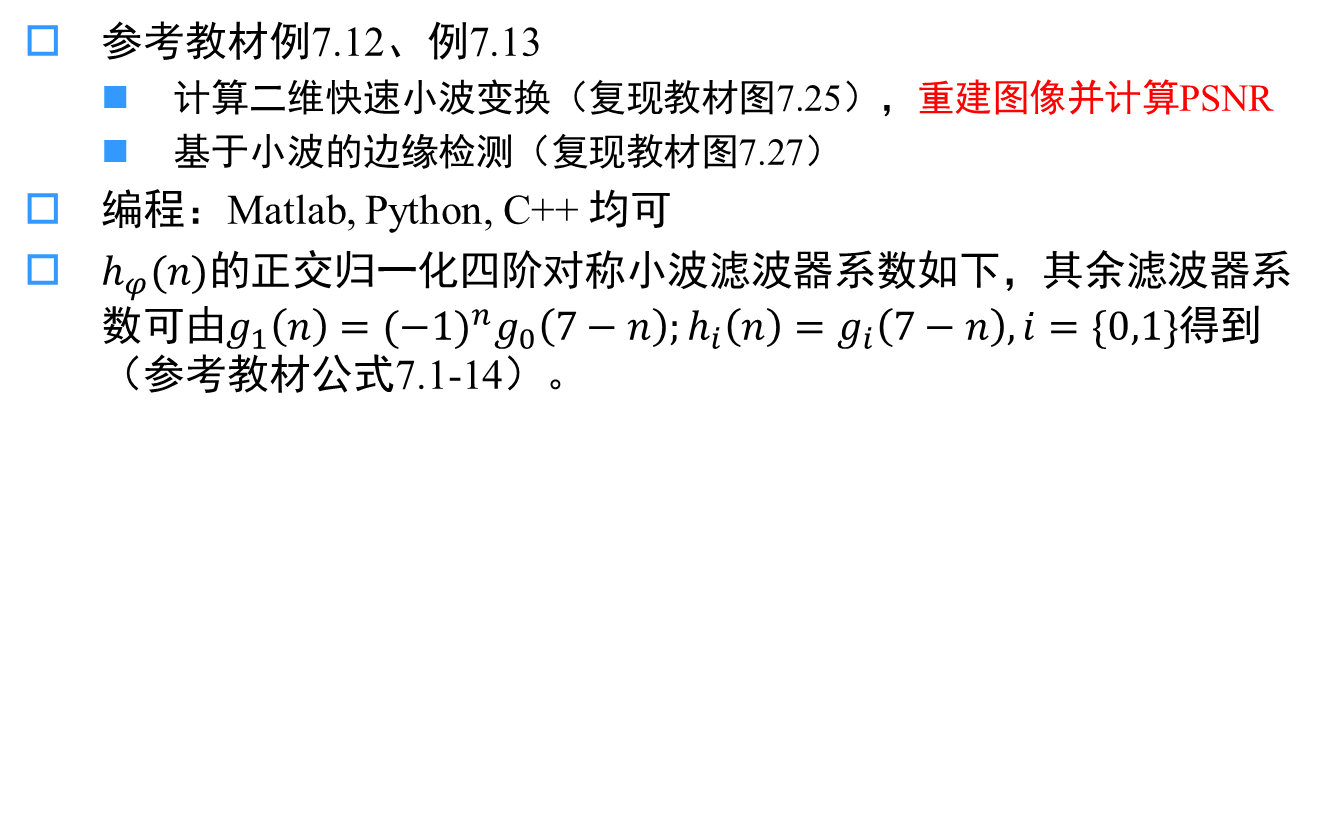 参考教材例7.12、例7.13
计算二维快速小波变换（复现教材图7.25），重建图像并计算PSNR
基于小波的边缘检测（复现教材图7.27）
编程：Matlab, Python, C++ 均可
hφ(n)的正交归一化四阶对称小波滤波器系数如下，其余滤波器系
数可由g₁(n) = (−1)ⁿg₀(7 − n); hᵢ(n) = gᵢ(7 − n), i = {0,1}得到
（参考教材公式7.1-14）。